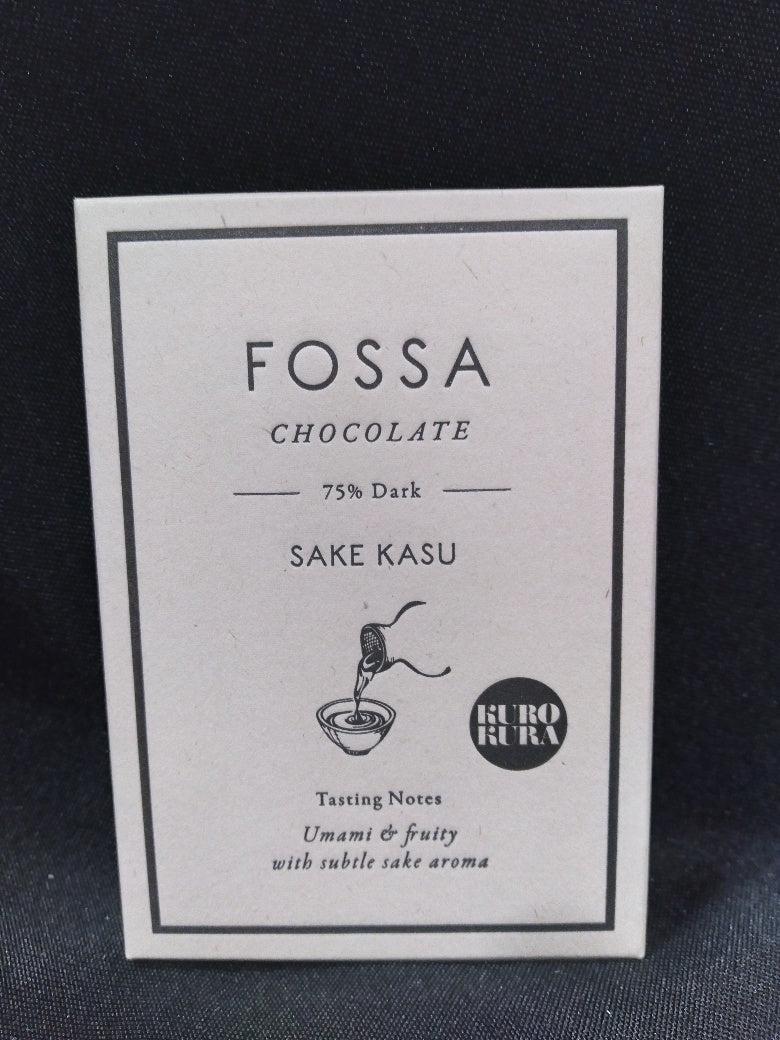 FOSSA
CHOCOLATE
75% Dark
SAKE KASU
KURO
KURA
Tasting Notes
Umami & fruity
with subtle sake aroma